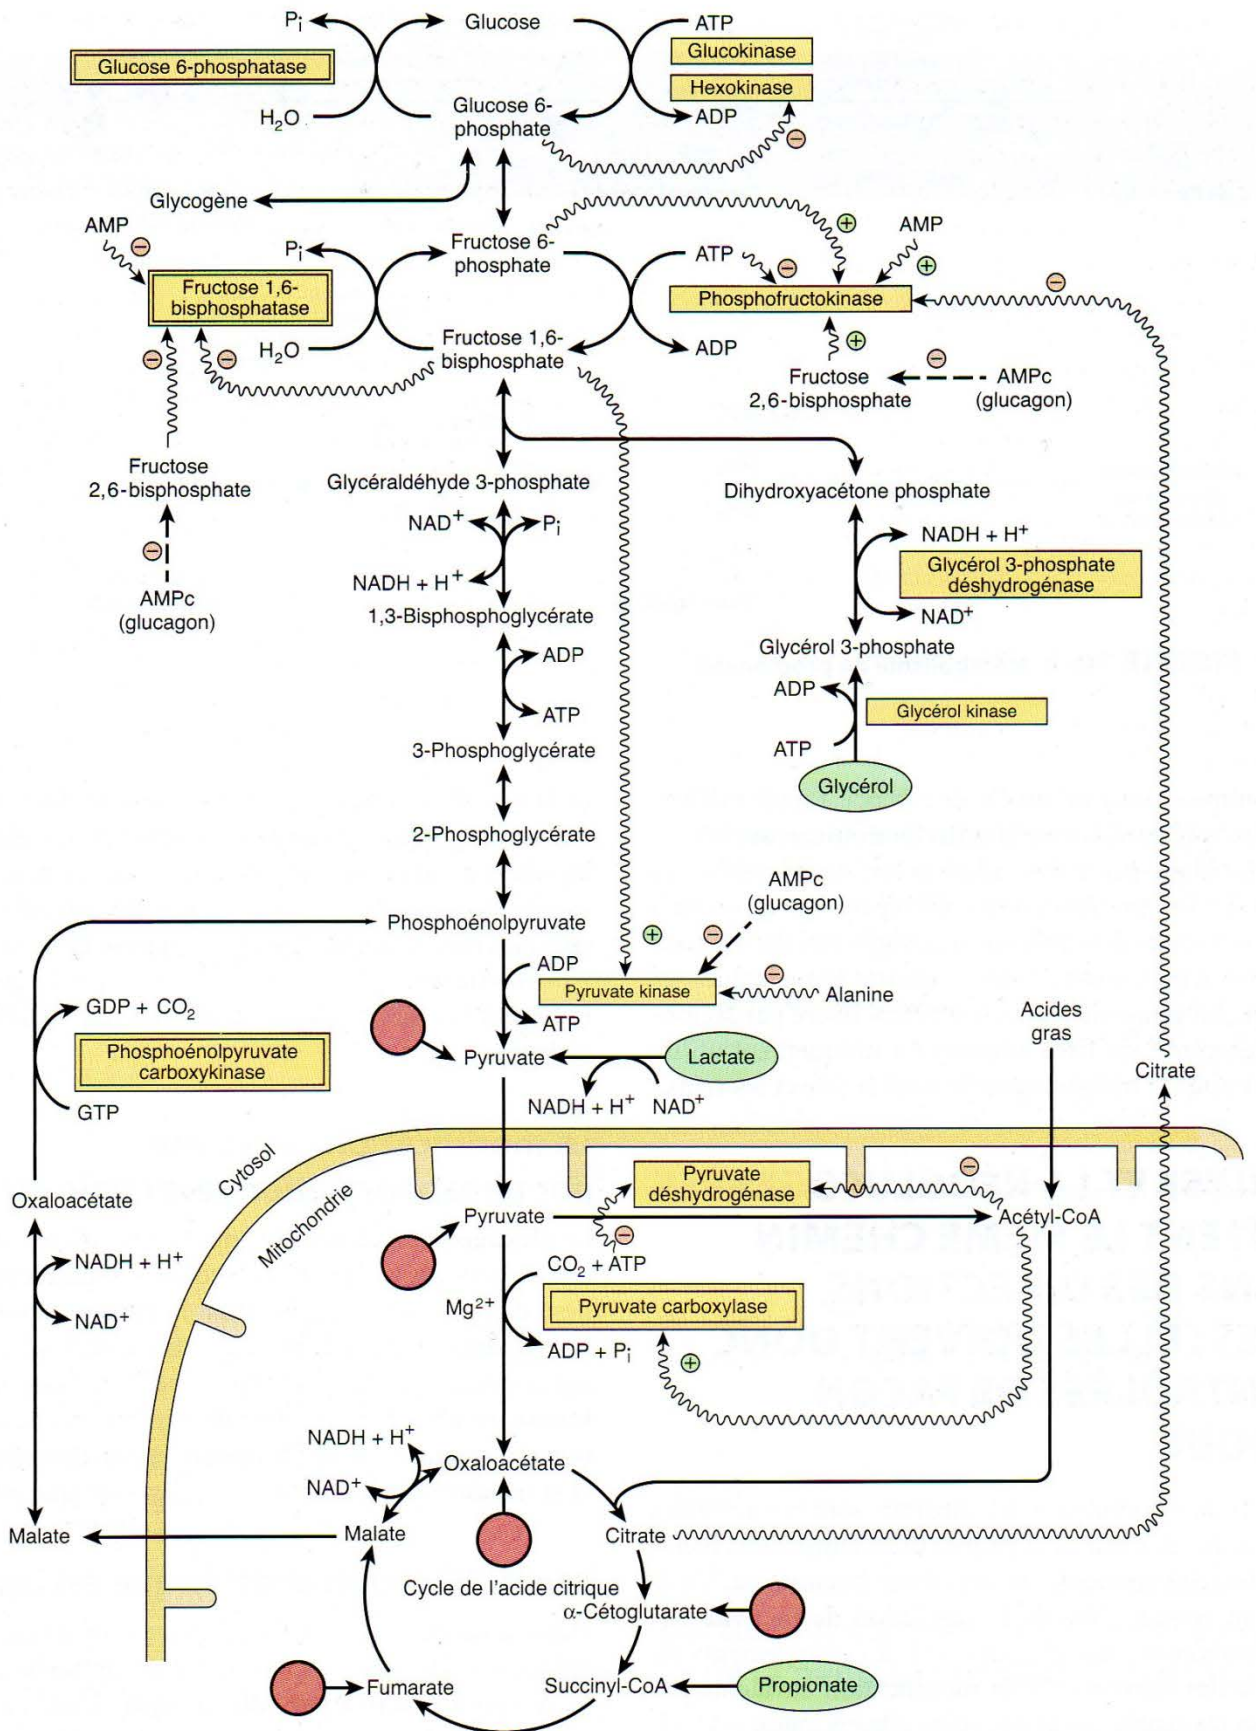 Pi
Glucose
ATP
Glucose 6-phosphatase
Glucokinase
Hexokinase
H2O
Glucose 6-
phosphate
ADP
−
Glycogène
AMP
−
Pi
Fructose 6-
phosphate
ATP
−
+
AMP
+
−
Fructose 1,6-
bisphosphatase
Phosphofructokinase
H2O
−
−
Fructose 1,6-
bisphosphate
ADP
+
−
Fructose
2,6-bisphosphate
AMPc
(glucagon)
Fructose
2,6-bisphosphate
−
AMPc
(glucagon)
Glycéraldéhyde 3-phosphate
Dihydroxyacétone phosphate
NAD+
Pi
NADH + H+
NADH + H+
Glycérol 3-phosphate
déshydrogénase
NAD+
1,3-Bisphosphoglycérate
Glycérol 3-phosphate
ADP
ATP
ADP
Glycérol kinase
ATP
Glycérol
3-Phosphoglycérate
2-Phosphoglycérate
AMPc
(glucagon)
Phosphoénolpyruvate
+
−
ADP
Pyruvate kinase
−
Alanine
ATP
GDP + CO2
Phosphoénolpyruvate
carboxykinase
GTP
Pyruvate
Lactate
NADH + H+
NAD+
Acides
gras
Citrate
Cytosol
Mitochondrie
Oxaloacétate
Pyruvate
déshydrogénase
−
Pyruvate
−
Acétyl-CoA
NADH + H+
NAD+
CO2 + ATP
Mg2+
Pyruvate carboxylase
ADP + Pi
+
NADH + H+
NAD+
Oxaloacétate
Malate
Malate
Citrate
Cycle de l'acide citrique
α-Cétoglutarate
Fumarate
Succinyl-CoA
Propionate